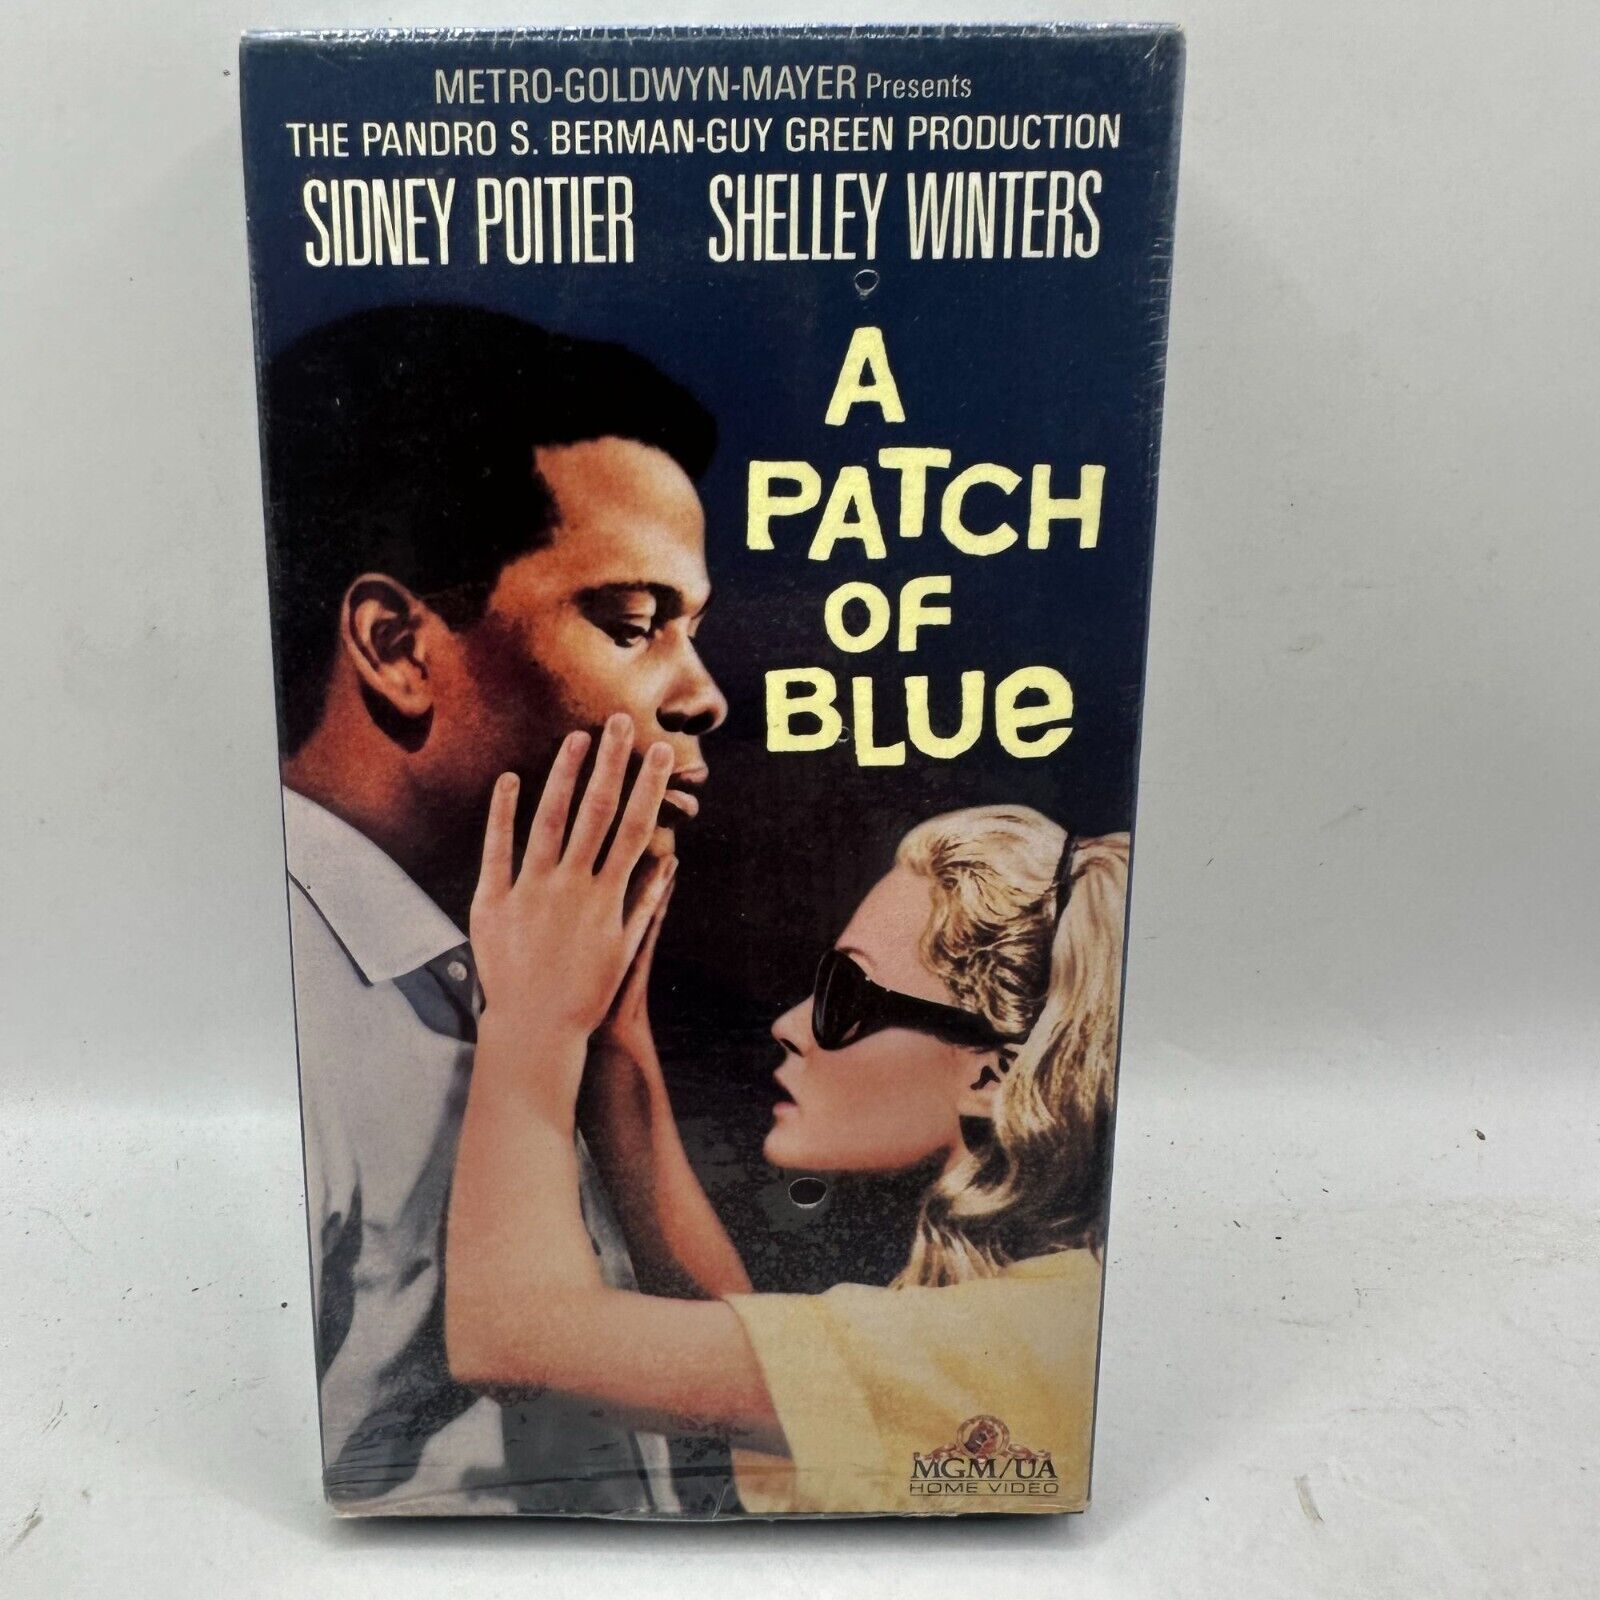 METRO-GOLDWYN-MAYER Presents
THE PANDRO S. BERMAN-GUY GREEN PRODUCTION
SIDNEY POITIER SHELLEY WINTERS
A
PATCH
OF
BLUe
MGM/UA
HOME VIDEO